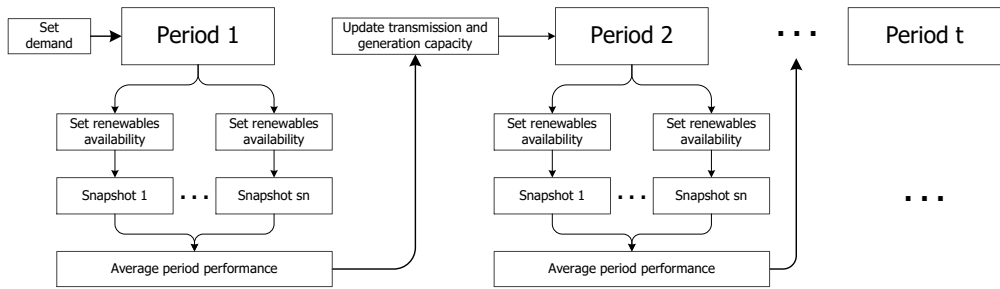 Set
demand
Period 1
Update transmission and
generation capacity
Period 2
...
Period t
Set renewables
availability
Set renewables
availability
Set renewables
availability
Set renewables
availability
Snapshot 1
...
Snapshot sn
Snapshot 1
...
Snapshot sn
...
Average period performance
Average period performance